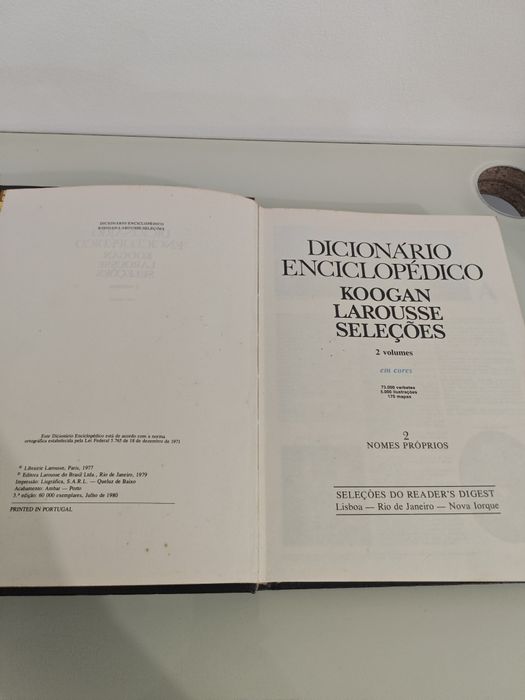 DICIONÁRIO ENCICLOPÉDICO
KOOGAN LAROUSSE SELEÇÕES
Este Dicionário Enciclopédico está de acordo com a norma
ortográfica estabelecida pela Lei Federal 5.765 de 18 de dezembro de 1971
Librairie Larousse, Paris, 1977
Editora Larousse do Brasil Ltda., Rio de Janeiro, 1979
Impressão: Lisgráfica, S.A.R.L. — Queluz de Baixo
Acabamento: Ambar — Porto
3.ª edição: 60 000 exemplares, Julho de 1980
PRINTED IN PORTUGAL
DICIONÁRIO
ENCICLOPÉDICO
KOOGAN
LAROUSSE
SELEÇÕES
2 volumes
em cores
73.000 verbetes
5.000 ilustrações
175 mapas
2
NOMES PRÓPRIOS
SELEÇÕES DO READER'S DIGEST
Lisboa — Rio de Janeiro — Nova Iorque